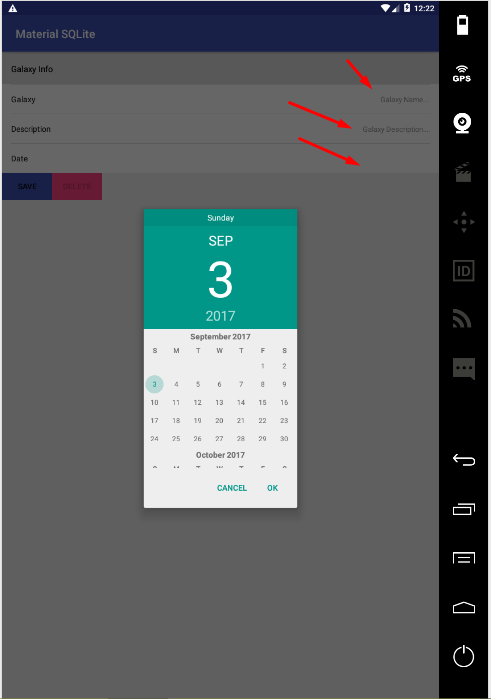 12:22
Material SQLite
Galaxy Info
Galaxy Galaxy Name...
Description Galaxy Description...
Date
SAVE DELETE
Sunday
SEP
3
2017
September 2017
S M T W T F S
1 2
3 4 5 6 7 8 9
10 11 12 13 14 15 16
17 18 19 20 21 22 23
24 25 26 27 28 29 30
October 2017
S M T W T F S
CANCEL OK
GPS
ID